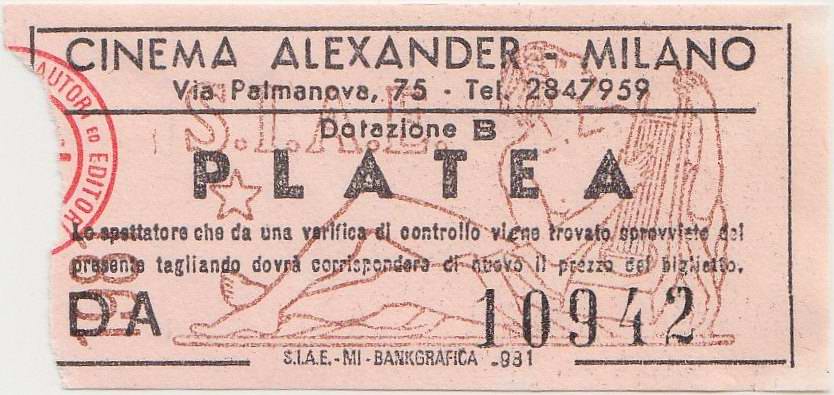 CINEMA ALEXANDER - MILANO
Via Palmanova, 75 - Tel. 2847959
S.I.A.E.
AUTORI ED EDITORI
Dotazione B
PLATEA
Lo spettatore che da una verifica di controllo viene trovato sprovvisto del
presente tagliando dovrà corrispondere di nuovo il prezzo del biglietto.
DA 10942
S.I.A.E. - MI - BANKGRAFICA -981